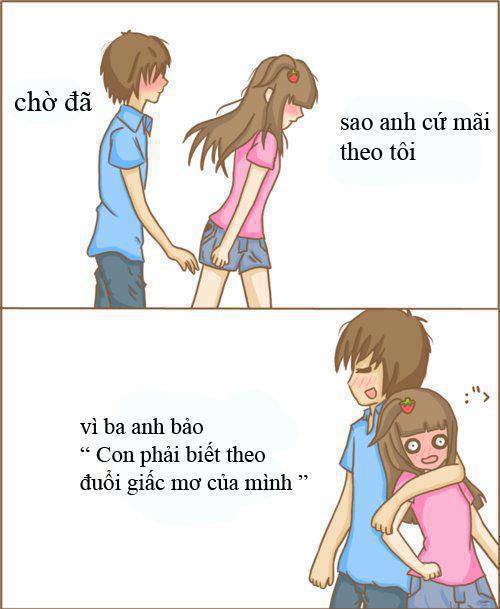 chờ đã
sao anh cứ mãi
theo tôi
vì ba anh bảo
“ Con phải biết theo
đuổi giấc mơ của mình ”
:">